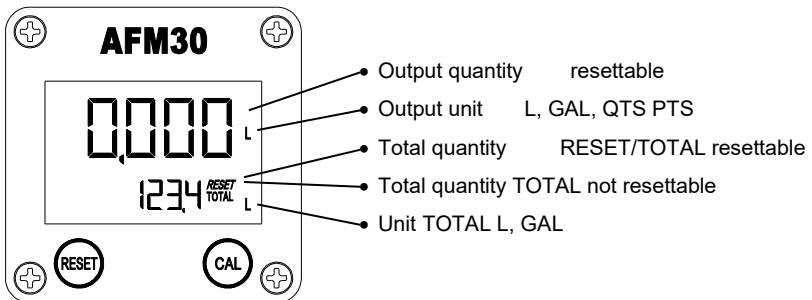 AFM30
0.000 L
123.4 RESET TOTAL L
RESET
CAL
Output quantity resettable
Output unit L, GAL, QTS PTS
Total quantity RESET/TOTAL resettable
Total quantity TOTAL not resettable
Unit TOTAL L, GAL